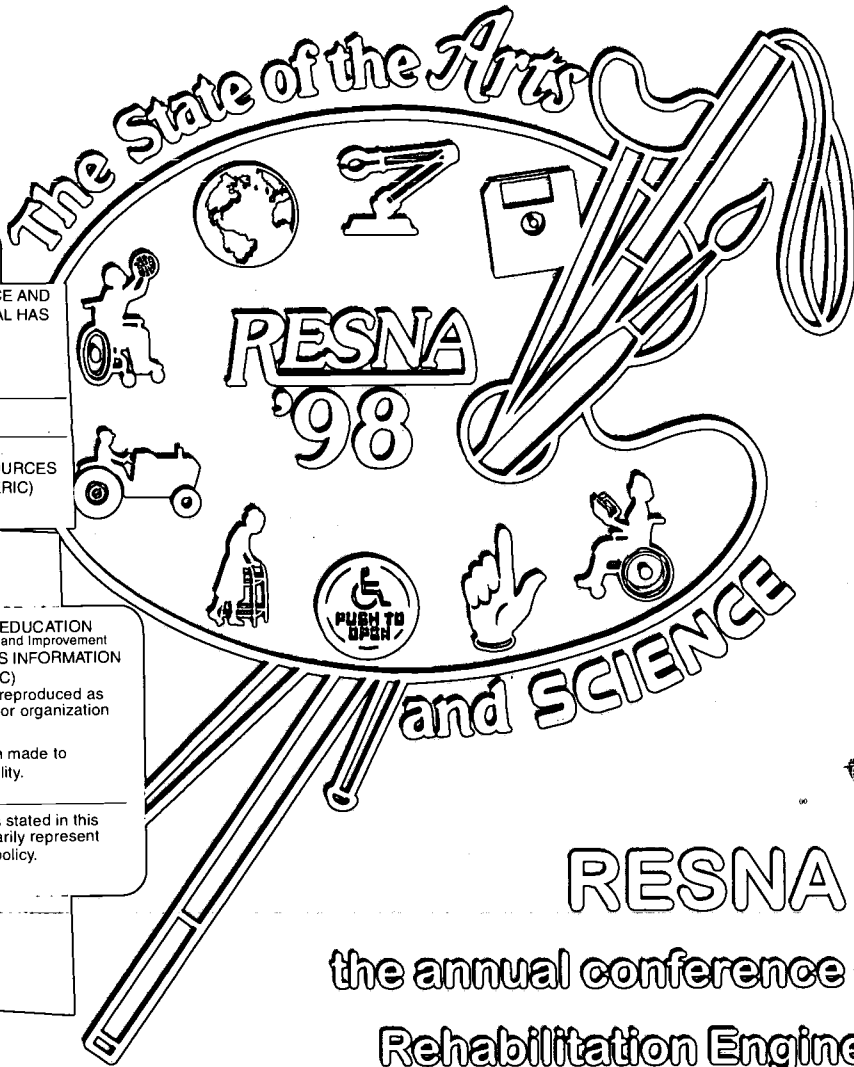 The State of the Arts
CE AND
AL HAS
RESNA
'98
URCES
RIC)
PUSH TO
OPEN
EDUCATION
and Improvement
S INFORMATION
C)
reproduced as
or organization
and SCIENCE
made to
lity.
stated in this
arily represent
policy.
RESNA
the annual conference
Rehabilitation Engine